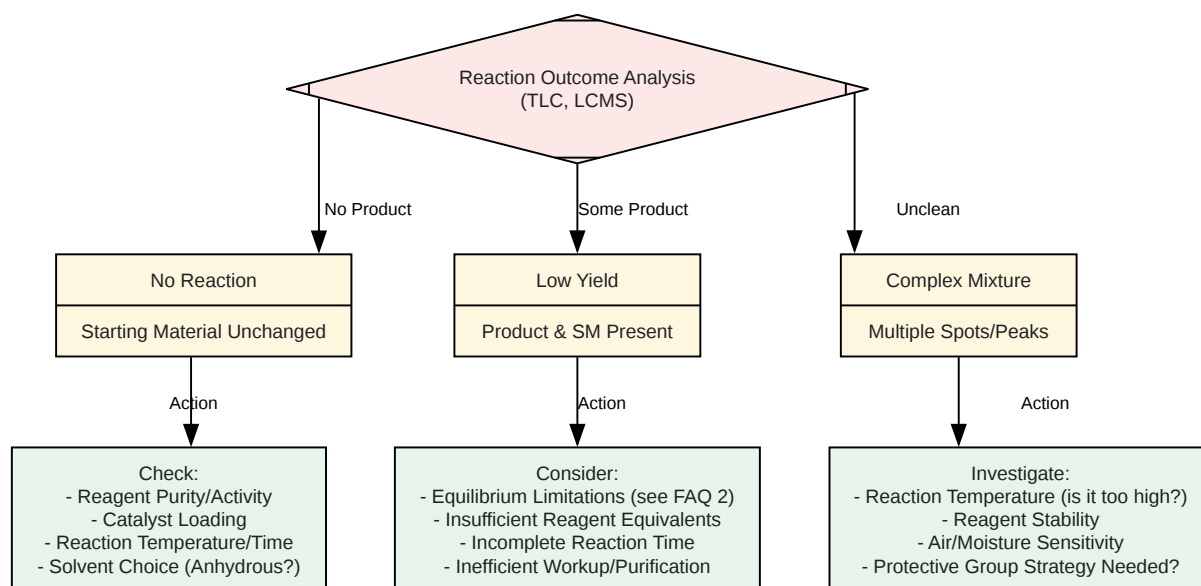 Reaction Outcome Analysis
(TLC, LCMS)
No Product
Some Product
Unclean
No Reaction
Starting Material Unchanged
Low Yield
Product & SM Present
Complex Mixture
Multiple Spots/Peaks
Action
Action
Action
Check:
- Reagent Purity/Activity
- Catalyst Loading
- Reaction Temperature/Time
- Solvent Choice (Anhydrous?)
Consider:
- Equilibrium Limitations (see FAQ 2)
- Insufficient Reagent Equivalents
- Incomplete Reaction Time
- Inefficient Workup/Purification
Investigate:
- Reaction Temperature (is it too high?)
- Reagent Stability
- Air/Moisture Sensitivity
- Protective Group Strategy Needed?